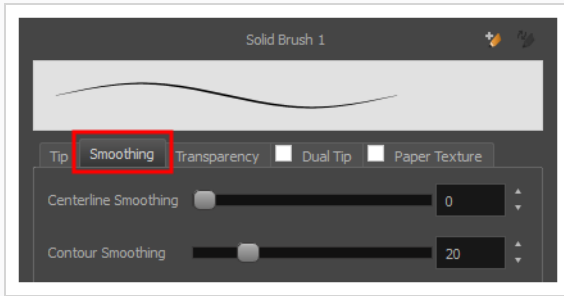 Solid Brush 1
Tip Smoothing Transparency Dual Tip Paper Texture
Centerline Smoothing 0
Contour Smoothing 20